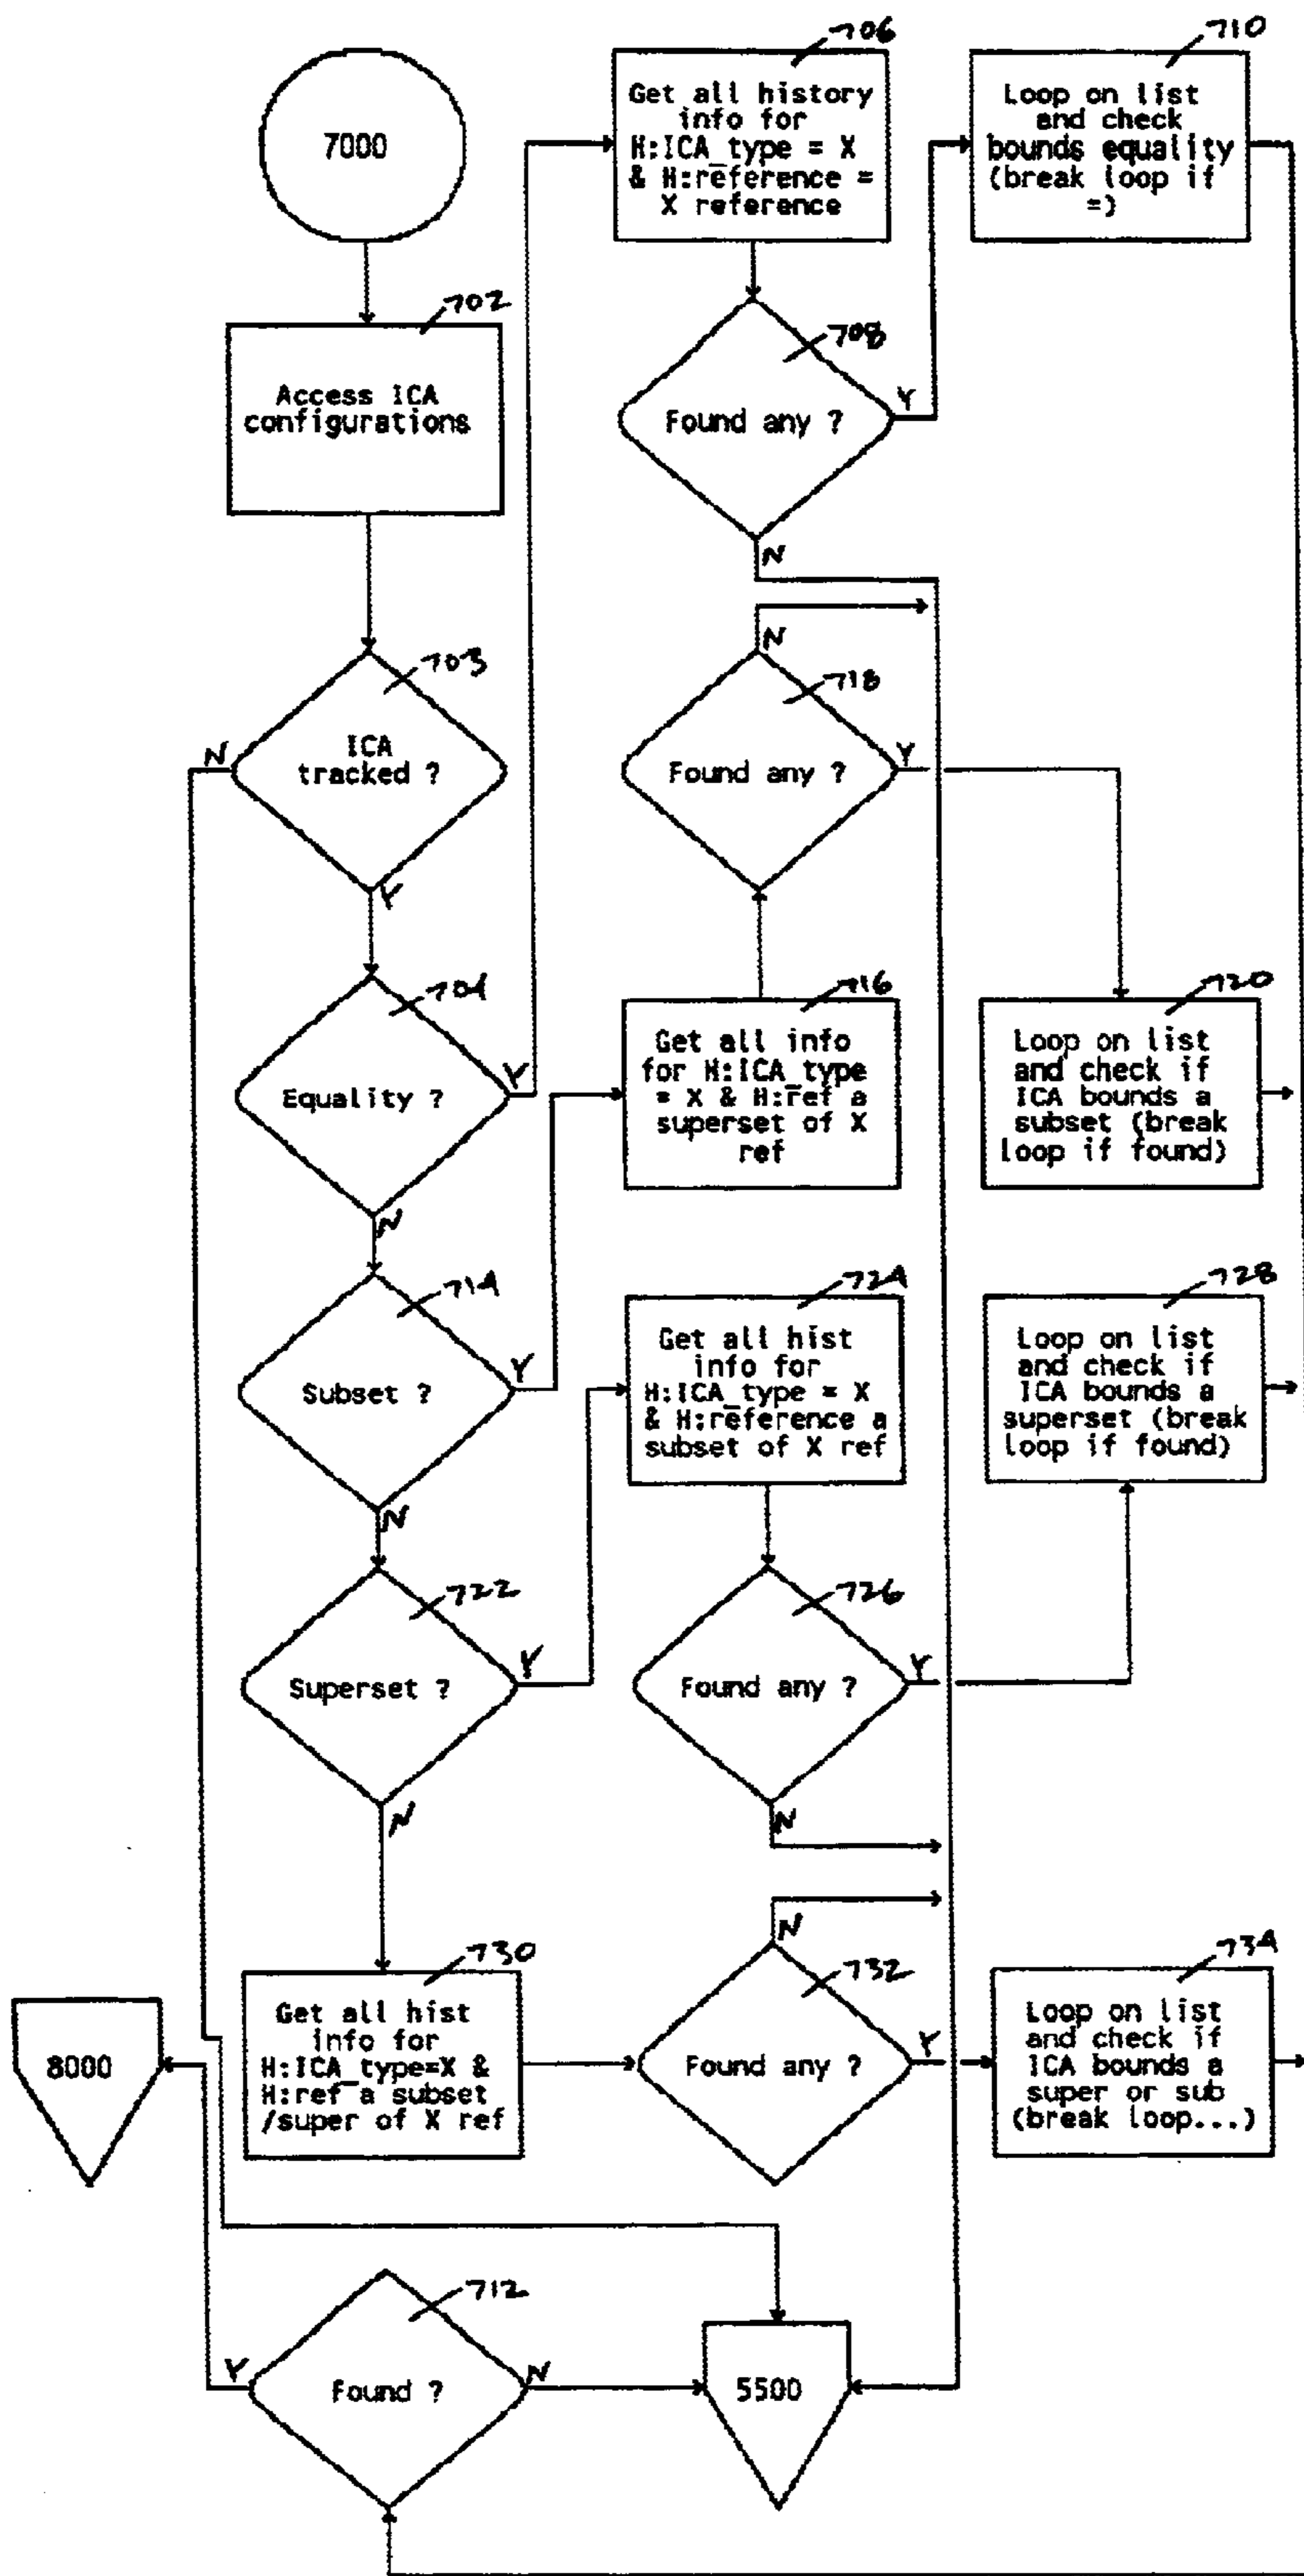 7000
702
Access ICA
configurations
703
ICA
tracked ?
N
Y
704
Equality ?
Y
N
714
Subset ?
Y
N
722
Superset ?
Y
N
730
Get all hist
info for
H:ICA_type=X &
H:ref a subset
/super of X ref
8000
712
Found ?
Y
N
5500
706
Get all history
info for
H:ICA_type = X
& H:reference =
X reference
708
Found any ?
Y
N
710
Loop on list
and check
bounds equality
(break loop if
=)
718
Found any ?
N
Y
716
Get all info
for H:ICA_type
= X & H:ref a
superset of X
ref
720
Loop on list
and check if
ICA bounds a
subset (break
loop if found)
724
Get all hist
info for
H:ICA_type = X
& H:reference a
subset of X ref
726
Found any ?
Y
N
728
Loop on list
and check if
ICA bounds a
superset (break
loop if found)
732
Found any ?
N
Y
734
Loop on list
and check if
ICA bounds a
super or sub
(break loop...)